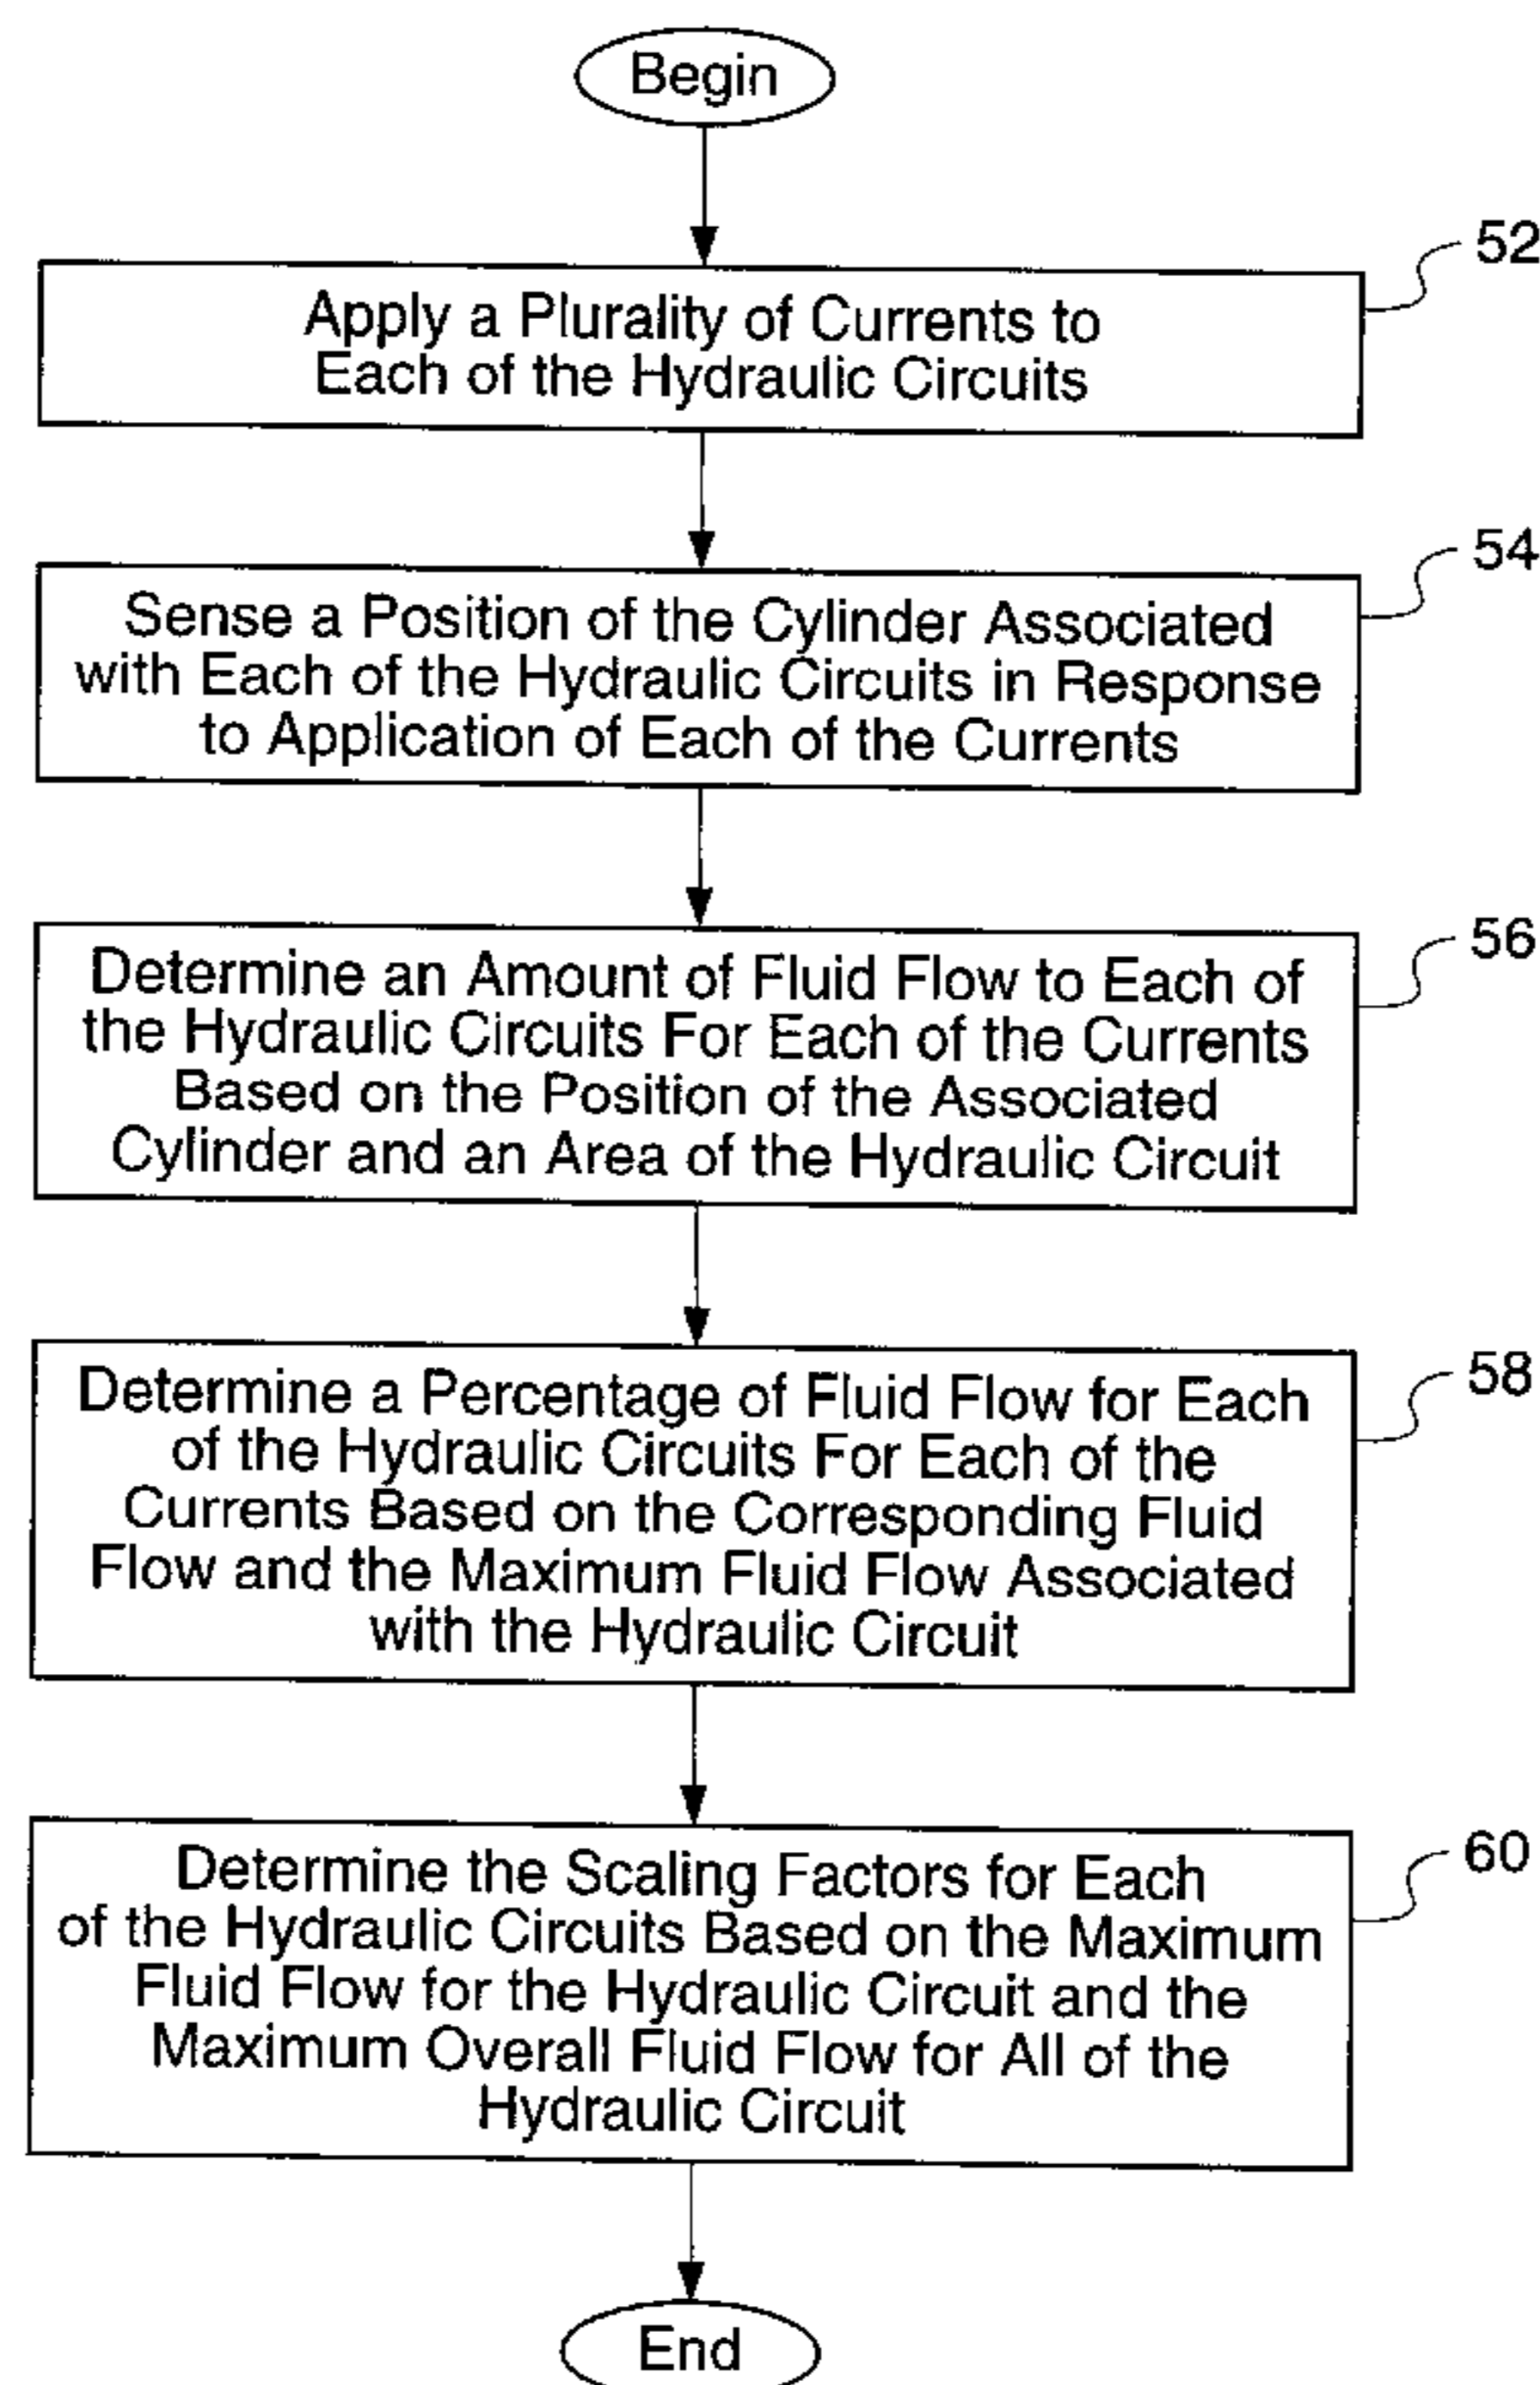 Begin
52
Apply a Plurality of Currents to
Each of the Hydraulic Circuits
54
Sense a Position of the Cylinder Associated
with Each of the Hydraulic Circuits in Response
to Application of Each of the Currents
56
Determine an Amount of Fluid Flow to Each of
the Hydraulic Circuits For Each of the Currents
Based on the Position of the Associated
Cylinder and an Area of the Hydraulic Circuit
58
Determine a Percentage of Fluid Flow for Each
of the Hydraulic Circuits For Each of the
Currents Based on the Corresponding Fluid
Flow and the Maximum Fluid Flow Associated
with the Hydraulic Circuit
60
Determine the Scaling Factors for Each
of the Hydraulic Circuits Based on the Maximum
Fluid Flow for the Hydraulic Circuit and the
Maximum Overall Fluid Flow for All of the
Hydraulic Circuit
End